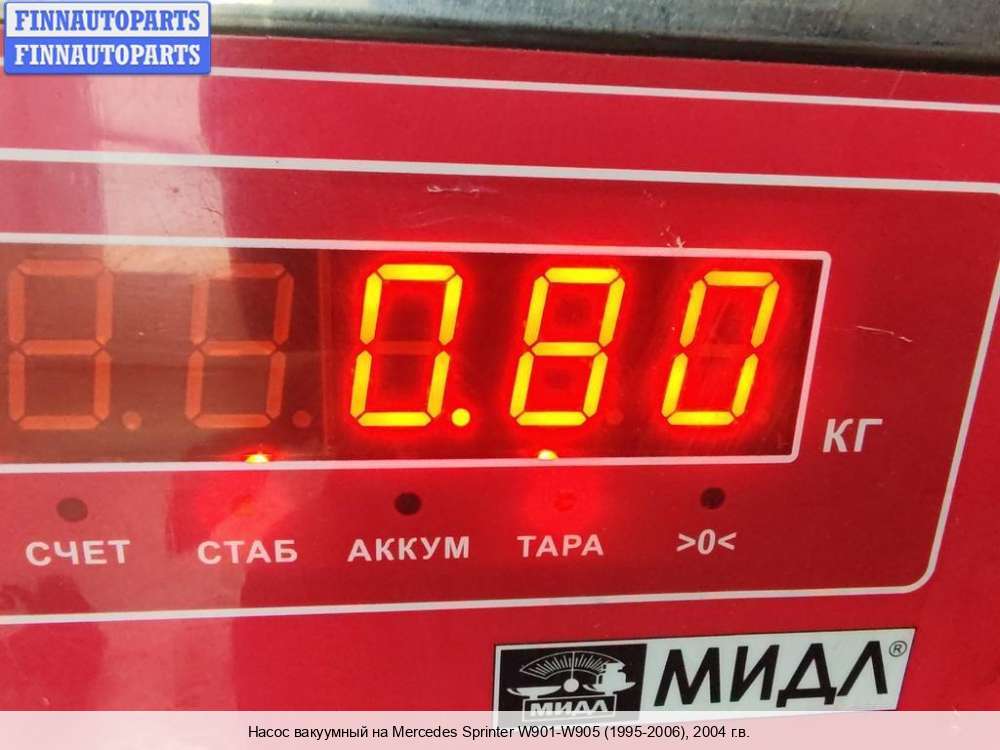 FINNAUTOPARTS
FINNAUTOPARTS
0.80
КГ
СЧЕТ СТАБ АККУМ ТАРА >0<
МИДЛ®
МИДЛ
Насос вакуумный на Mercedes Sprinter W901-W905 (1995-2006), 2004 г.в.